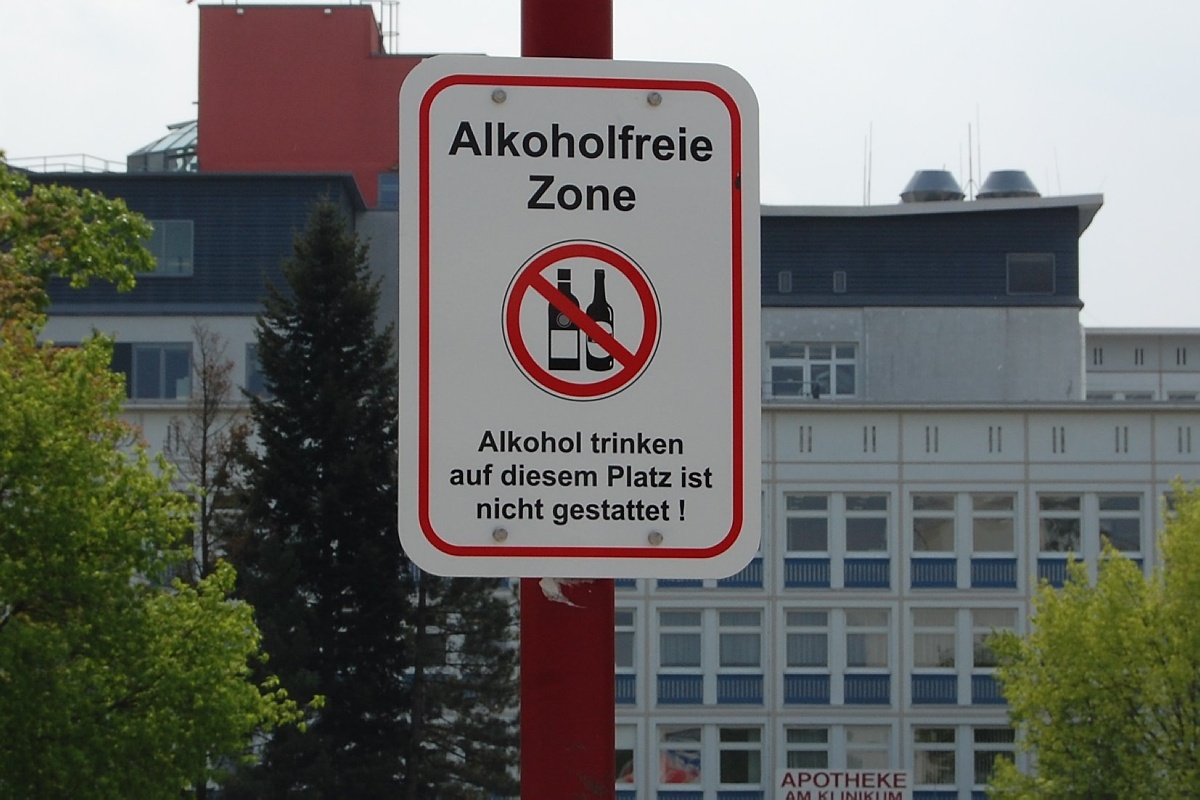 Alkoholfreie
Zone
Alkohol trinken
auf diesem Platz ist
nicht gestattet !
APOTHEKE
AM KLINIKUM